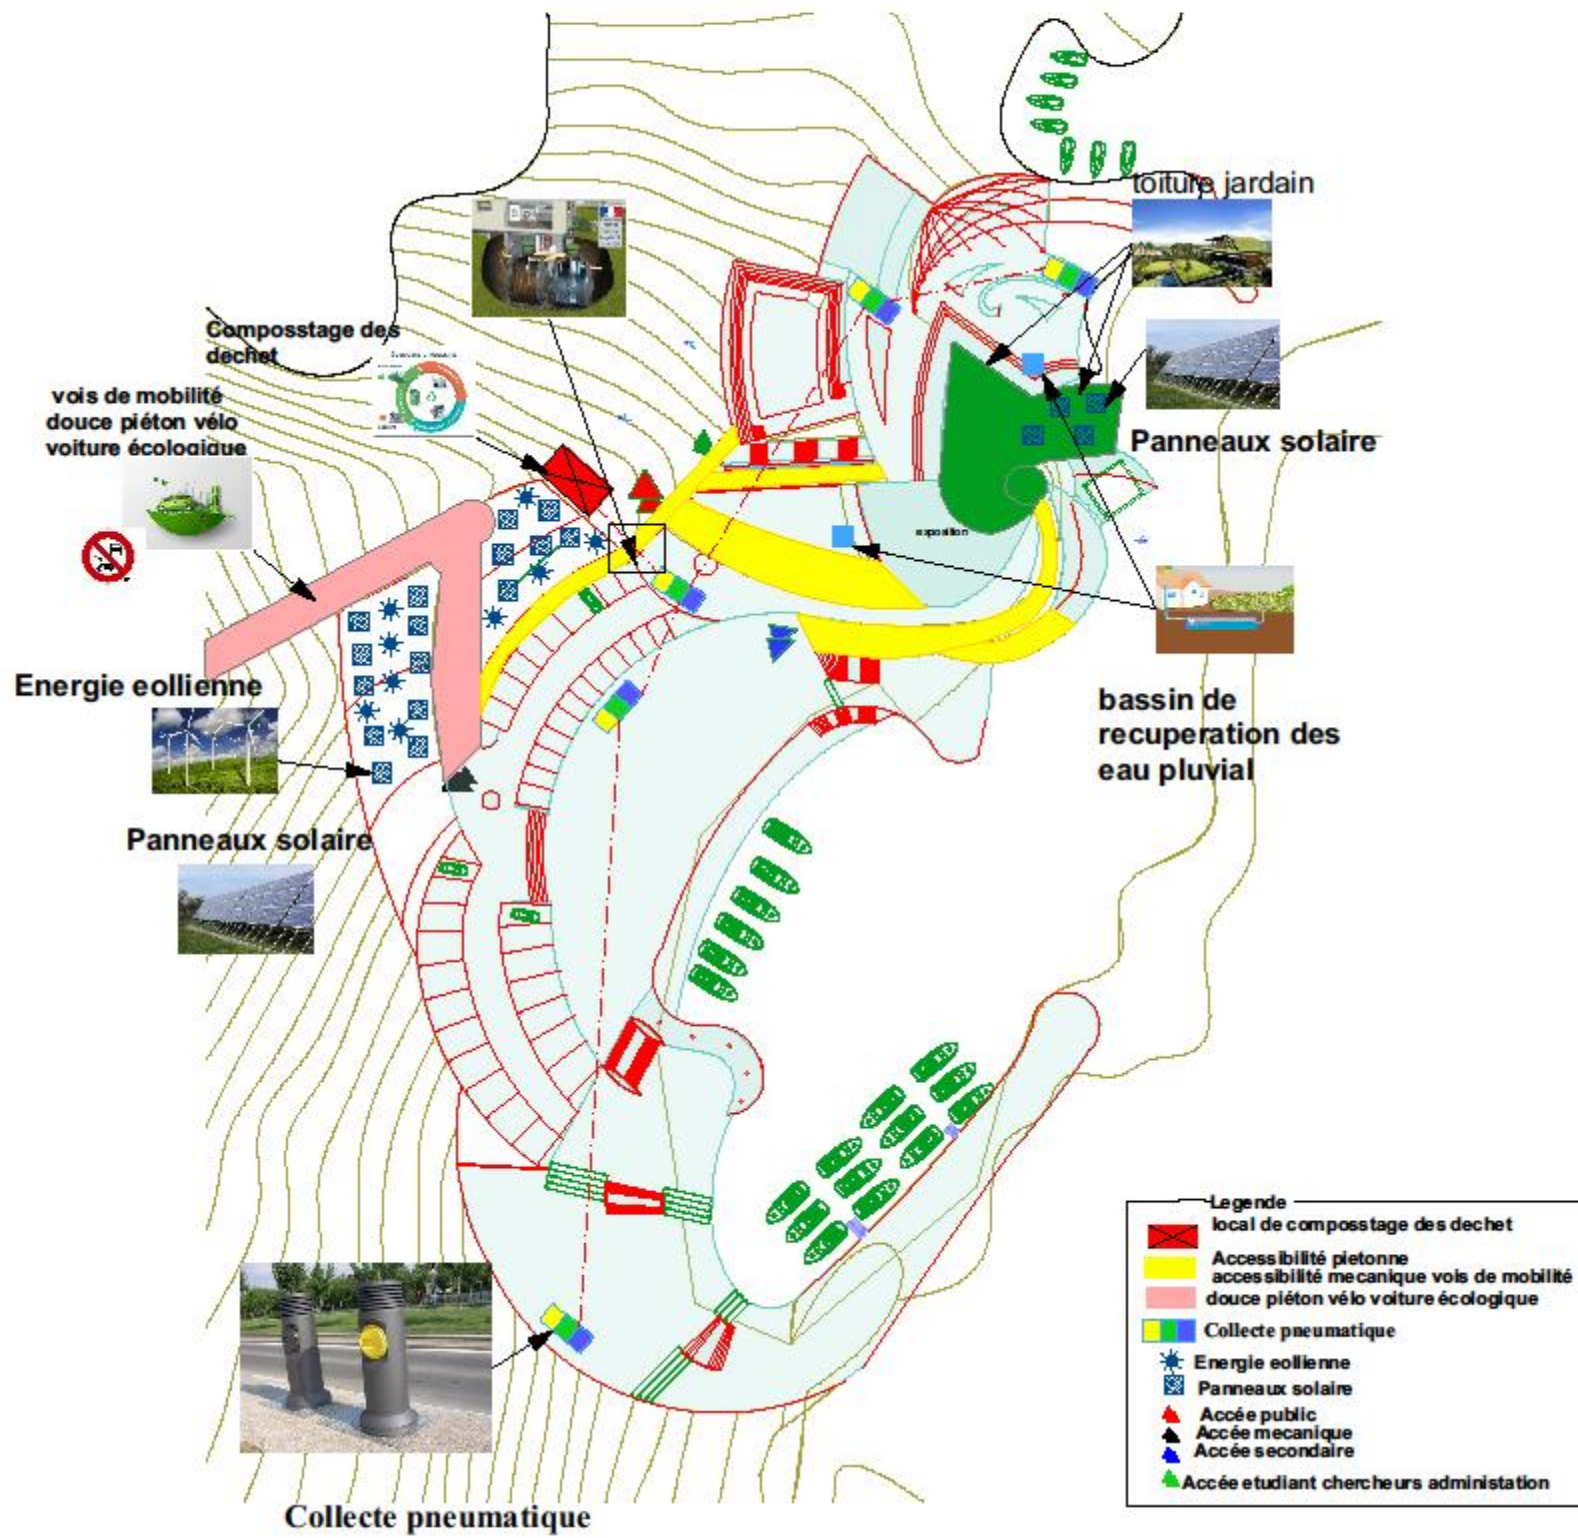 toiture jardain
Composstage des
dechet
vois de mobilité
douce piéton vélo
voiture écologique
Panneaux solaire
exposition
Energie eollienne
bassin de
recuperation des
eau pluvial
Panneaux solaire
Legende
local de composstage des dechet
Accessibilité pietonne
accessibilité mecanique vois de mobilité
douce piéton vélo voiture écologique
Collecte pneumatique
Energie eollienne
Panneaux solaire
Accée public
Accée mecanique
Accée secondaire
Accée etudiant chercheurs administation
Collecte pneumatique